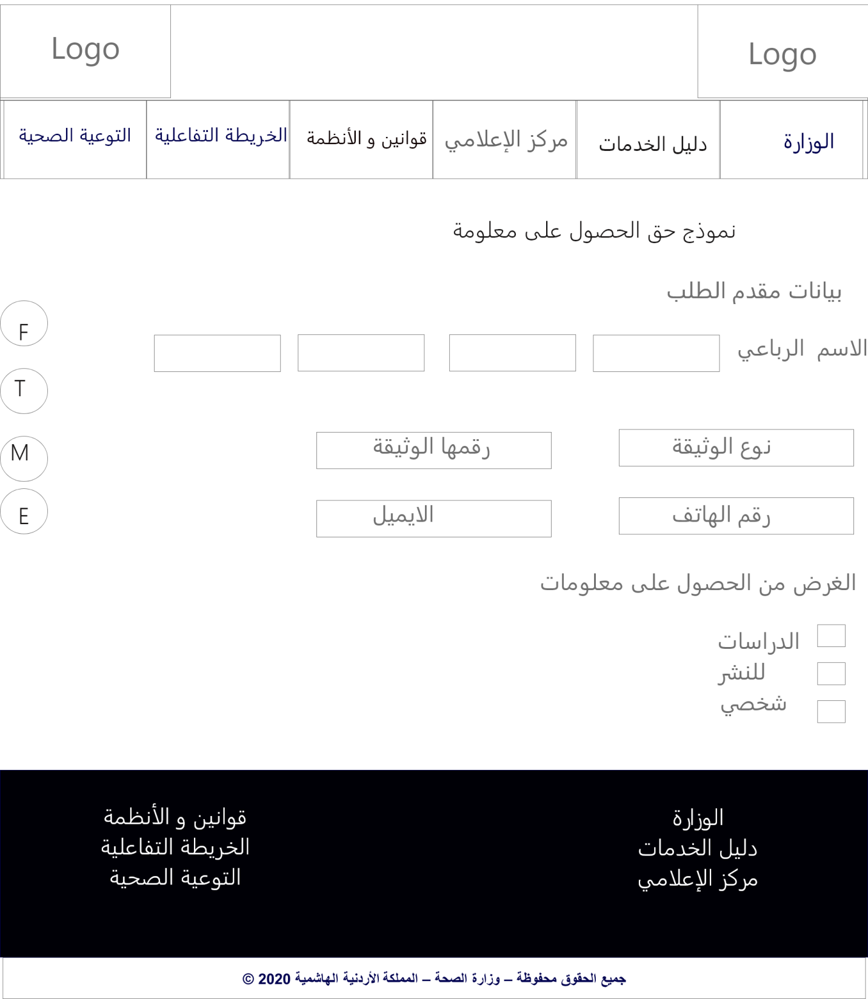 Logo
Logo
الوزارة
دليل الخدمات
مركز الإعلامي
قوانين و الأنظمة
الخريطة التفاعلية
التوعية الصحية
نموذج حق الحصول على معلومة
بيانات مقدم الطلب
الاسم الرباعي
نوع الوثيقة
رقمها الوثيقة
رقم الهاتف
الايميل
F
T
M
E
الغرض من الحصول على معلومات
الدراسات
للنشر
شخصي
الوزارة
دليل الخدمات
مركز الإعلامي
قوانين و الأنظمة
الخريطة التفاعلية
التوعية الصحية
جميع الحقوق محفوظة – وزارة الصحة – المملكة الأردنية الهاشمية 2020 ©